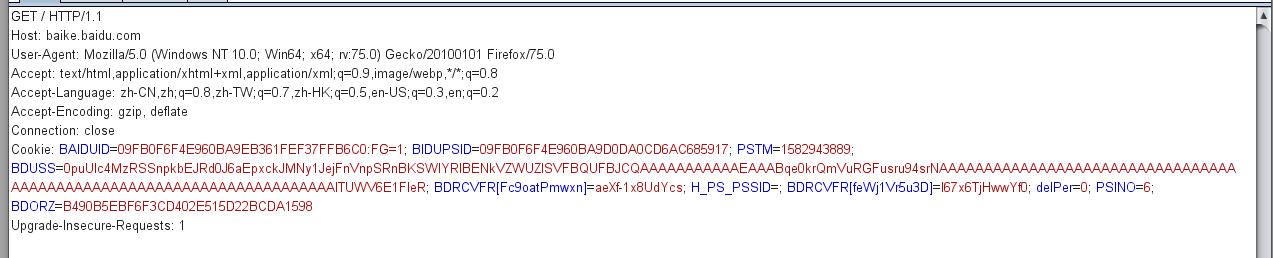 GET / HTTP/1.1
Host: baike.baidu.com
User-Agent: Mozilla/5.0 (Windows NT 10.0; Win64; x64; rv:75.0) Gecko/20100101 Firefox/75.0
Accept: text/html,application/xhtml+xml,application/xml;q=0.9,image/webp,*/*;q=0.8
Accept-Language: zh-CN,zh;q=0.8,zh-TW;q=0.7,zh-HK;q=0.5,en-US;q=0.3,en;q=0.2
Accept-Encoding: gzip, deflate
Connection: close
Cookie: BAIDUID=09FB0F6F4E960BA9EB361FEF37FFB6C0:FG=1; BIDUPSID=09FB0F6F4E960BA9D0DA0CD6AC685917; PSTM=1582943889;
BDUSS=
BDRCVFR[Fc9oatPmwxn]=aeXf-1x8UdYcs; H_PS_PSSID=; BDRCVFR[feWj1Vr5u3D]=I67x6TjHwwYf0; delPer=0; PSINO=6;
BDORZ=B490B5EBF6F3CD402E515D22BCDA1598
Upgrade-Insecure-Requests: 1